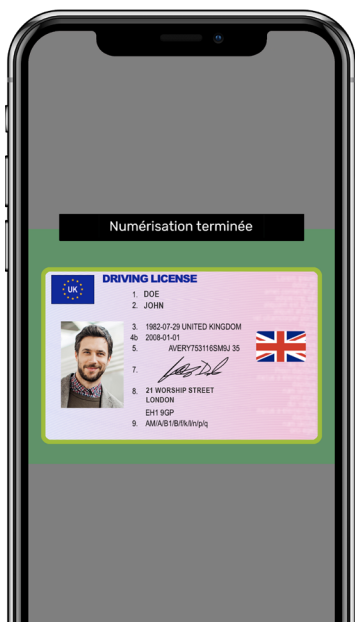 Numérisation terminée
UK
DRIVING LICENSE
1. DOE
2. JOHN
3. 1982-07-29 UNITED KINGDOM
4b 2008-01-01
5. AVERY753116SM9J 35
7.
8. 21 WORSHIP STREET
LONDON
EH1 9GP
9. AM/A/B1/B/f/k/l/n/p/q